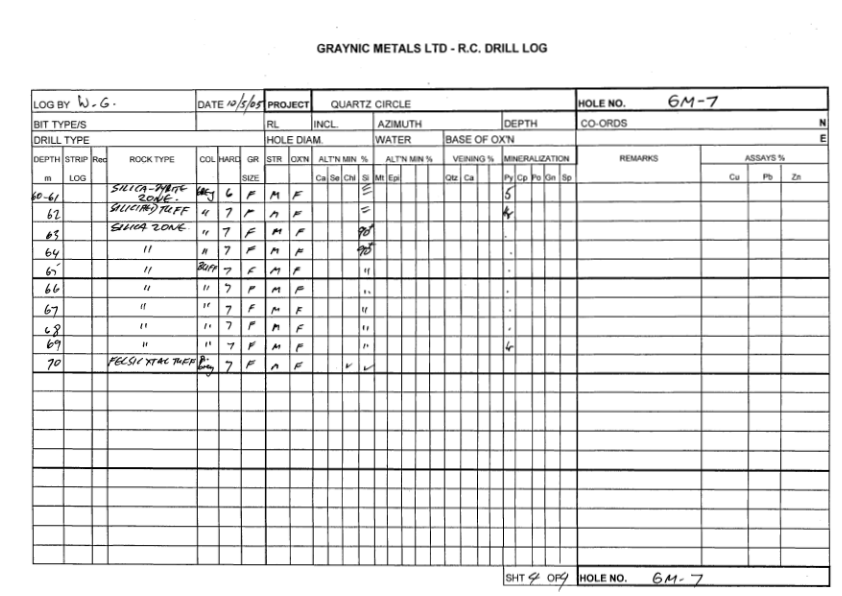 GRAYNIC METALS LTD - R.C. DRILL LOG
LOG BY W.G. DATE 10/5/05 PROJECT QUARTZ CIRCLE HOLE NO. GM-7
BIT TYPE/S RL INCL. AZIMUTH DEPTH CO-ORDS N
DRILL TYPE HOLE DIAM. WATER BASE OF OX'N E
DEPTH STRIP Rec ROCK TYPE COL HARD GR STR OX'N ALT'N MIN % ALT'N MIN % VEINING % MINERALIZATION REMARKS ASSAYS %
m LOG SIZE Ca Se Chl Si Mt Epi Qtz Ca Py Cp Po Gn Sp Cu Pb Zn
60-61 SILICA-PYRITE ZONE. Grey 6 F M F 5
62 SILICIFIED TUFF " 7 F M F
63 SILICA ZONE " 7 F M F 90+ .
64 " " 7 F M F 90+ .
65 " BUFF 7 F M F " .
66 " " 7 F M F " .
67 " " 7 F M F " .
68 " " 7 F M F " .
69 " " 7 F M F "
70 FELSIC XTAL TUFF 7 F M F ✓ ✓
SHT 4 OF 4 HOLE NO. GM-7